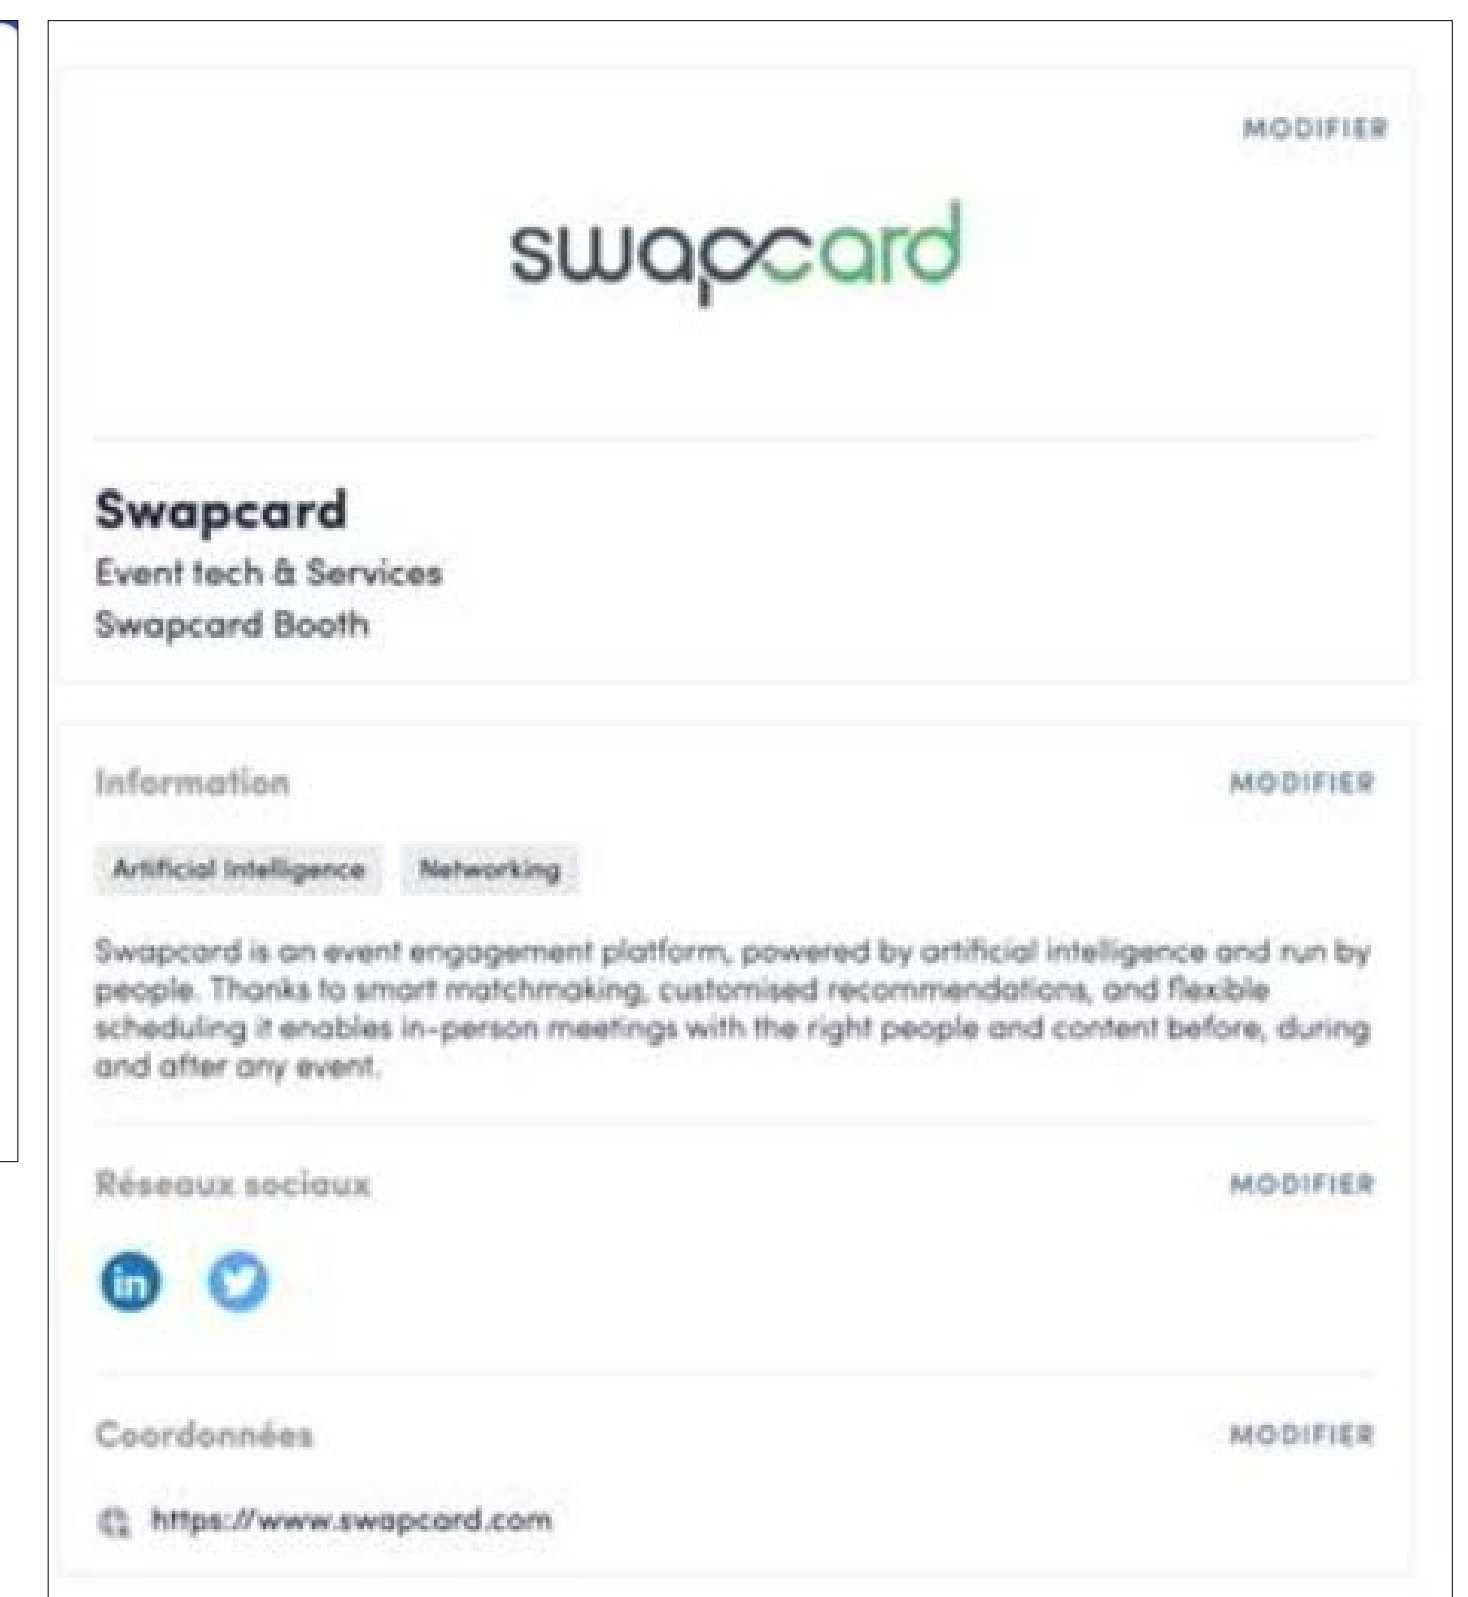 MODIFIER
swapcard
Swapcard
Event tech & Services
Swapcard Booth
Information
MODIFIER
Artificial Intelligence
Networking
Swapcard is an event engagement platform, powered by artificial intelligence and run by
people. Thanks to smart matchmaking, customised recommendations, and flexible
scheduling it enables in-person meetings with the right people and content before, during
and after any event.
Réseaux sociaux
MODIFIER
in
Coordonnées
MODIFIER
https://www.swapcard.com